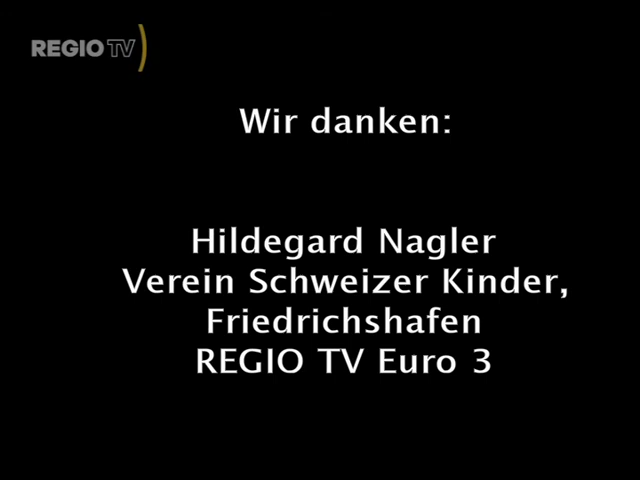 REGIO TV
Wir danken:
Hildegard Nagler
Verein Schweizer Kinder,
Friedrichshafen
REGIO TV Euro 3